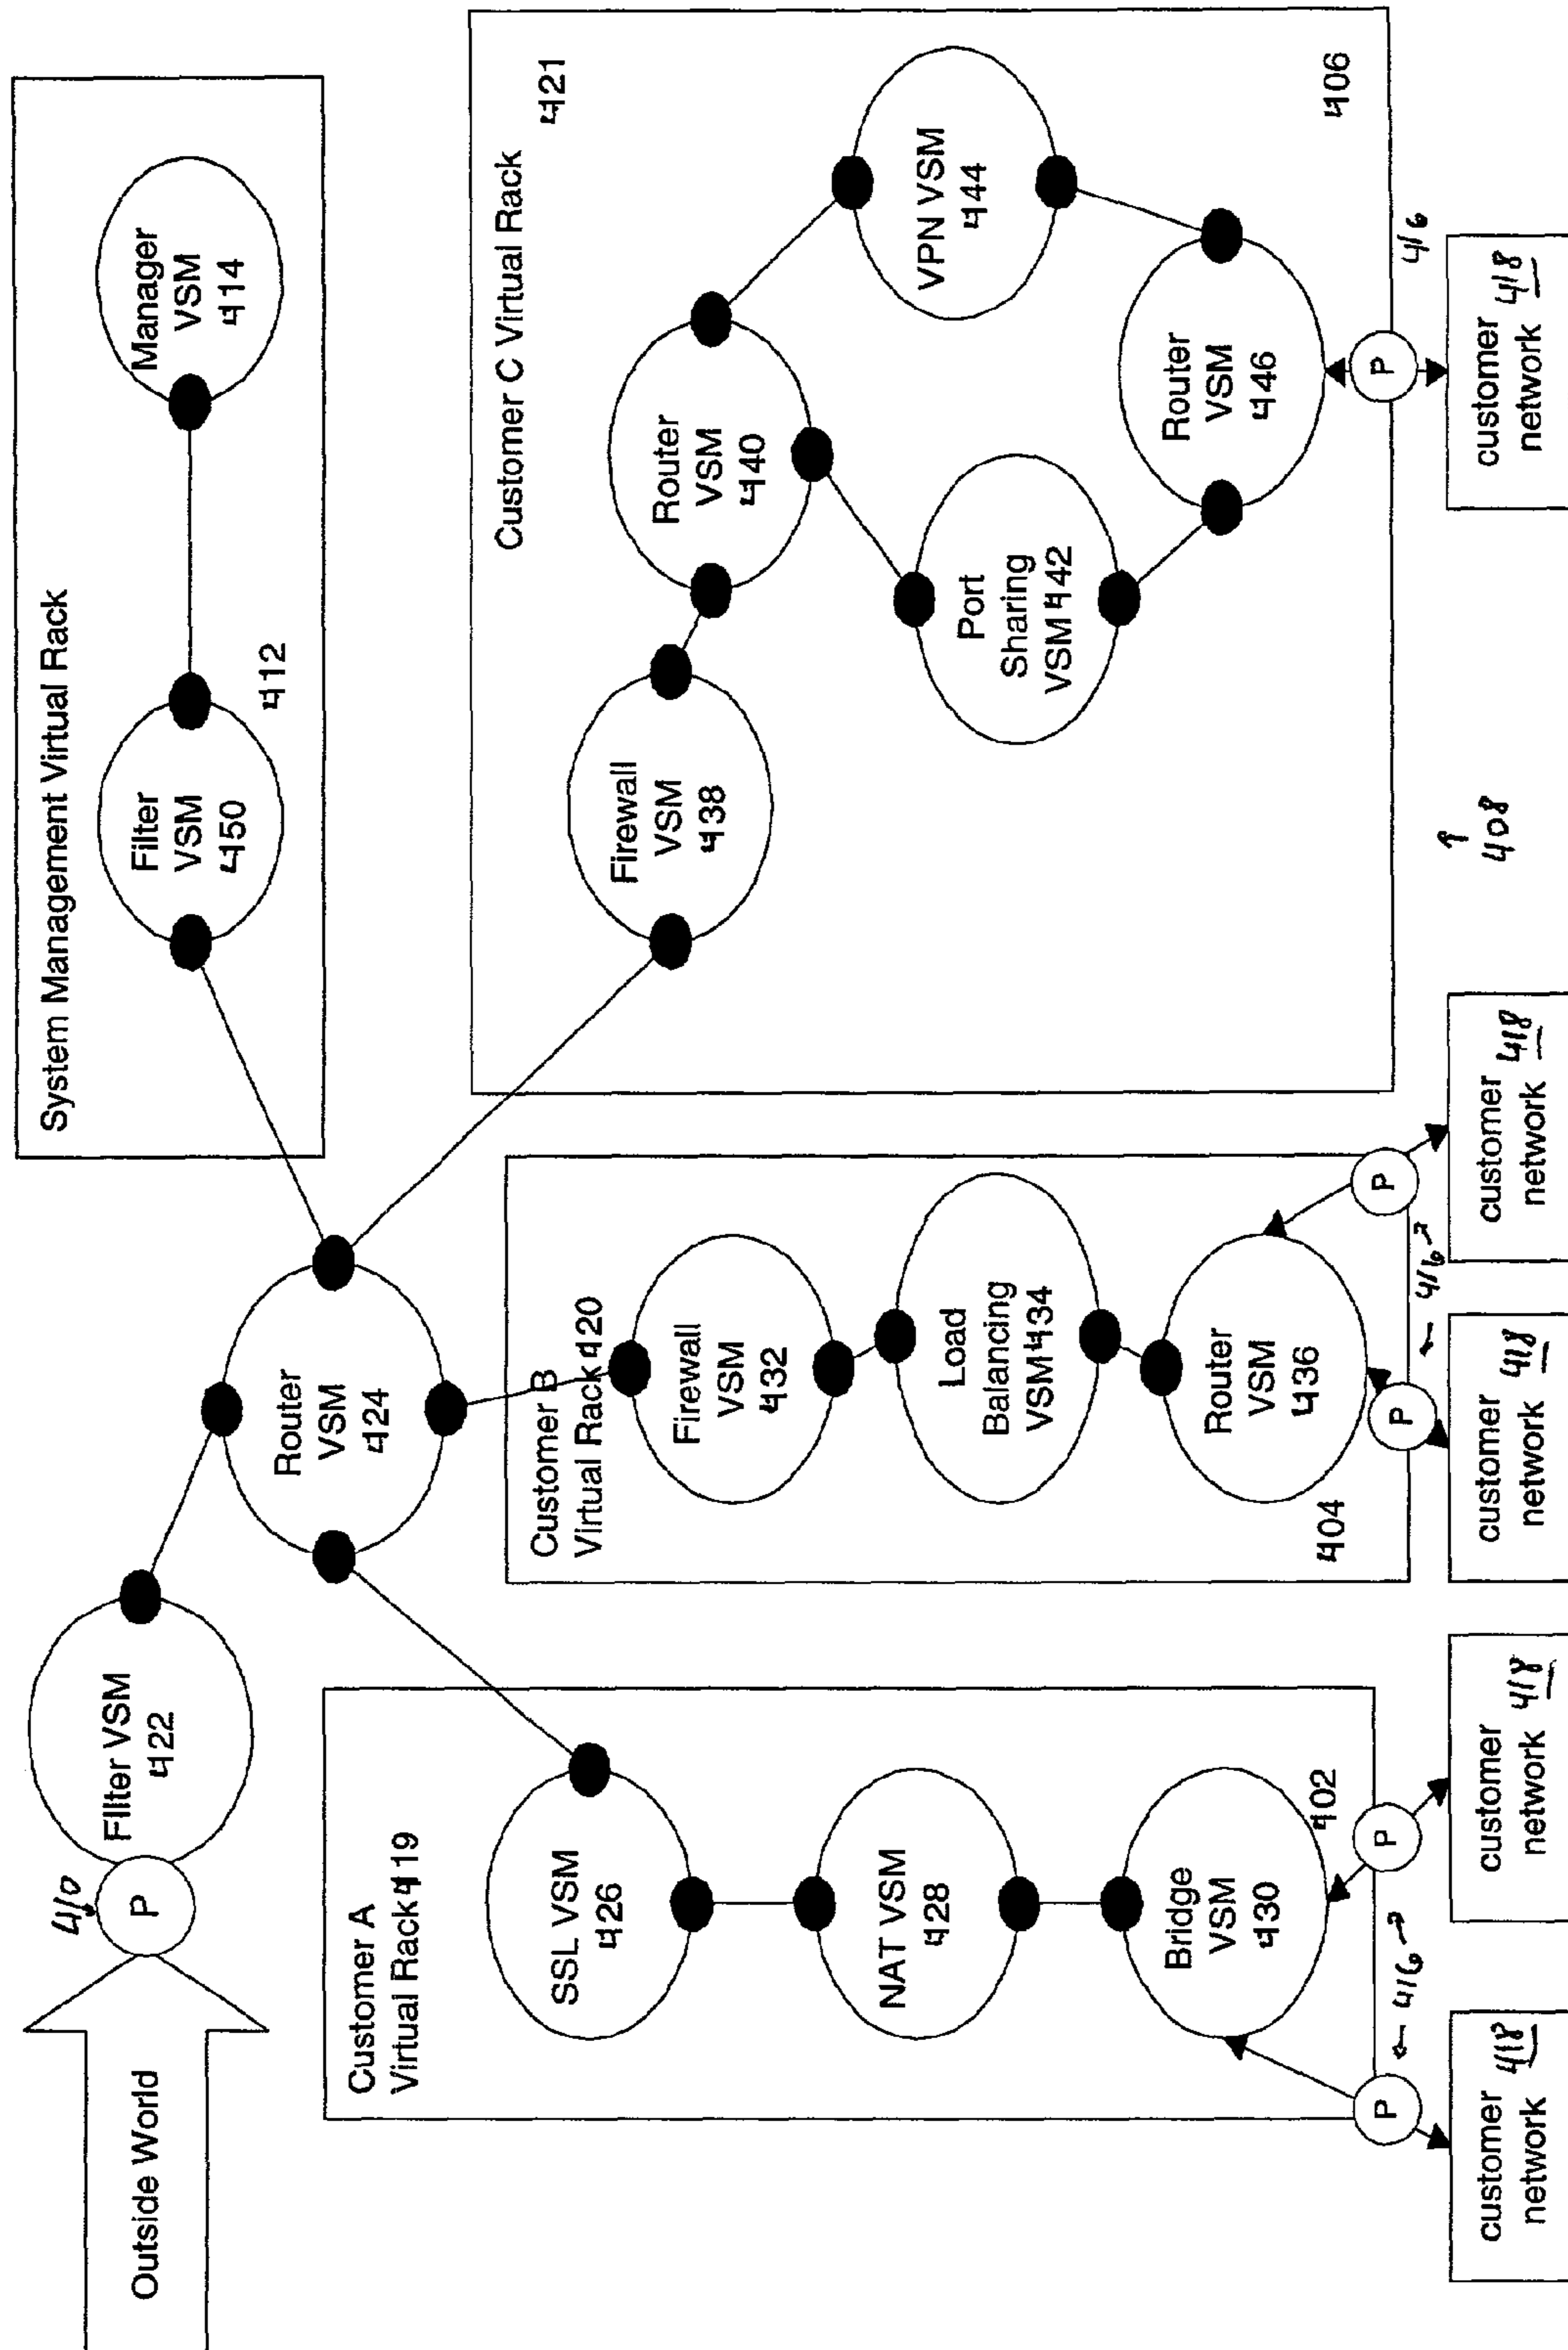 Outside World
410
P
Filter VSM
422
Router
VSM
424
System Management Virtual Rack
Filter
VSM
450
412
Manager
VSM
414
Customer A
Virtual Rack 419
SSL VSM
426
NAT VSM
428
Bridge
VSM
430
402
P
P
← 416 →
customer
network 418
customer
network 418
Customer B
Virtual Rack 420
Firewall
VSM
432
Load
Balancing
VSM 434
Router
VSM
436
404
P
P
← 416 →
customer
network 418
customer
network 418
Customer C Virtual Rack
421
Firewall
VSM
438
Router
VSM
440
Port
Sharing
VSM 442
VPN VSM
444
Router
VSM
446
406
P
416
customer
network 418
↑
408